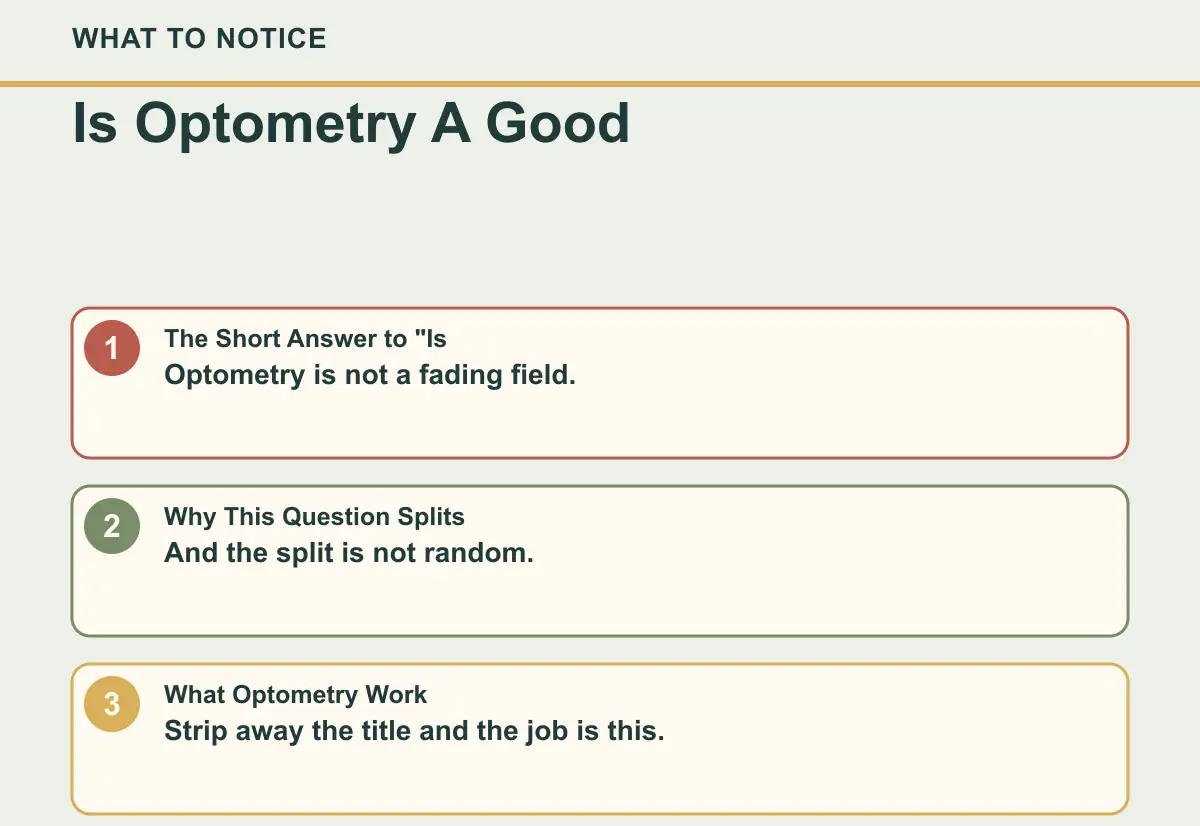 WHAT TO NOTICE
Is Optometry A Good
1
The Short Answer to "Is
Optometry is not a fading field.
2
Why This Question Splits
And the split is not random.
3
What Optometry Work
Strip away the title and the job is this.